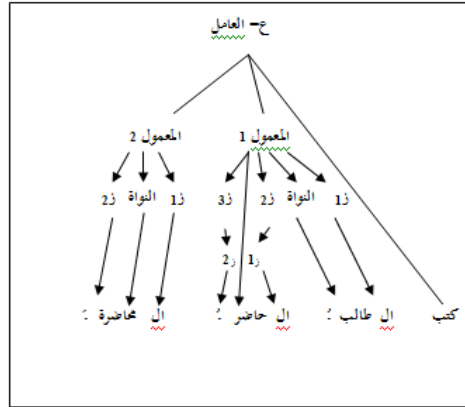 ع- العامل
المعمول 1 المعمول 2
ز1 النواة ز2 ز3 ز1 النواة ز2
ز1 ز2
كتب ال طالب ـُ ال حاضر ـُ ال محاضرة ـَ